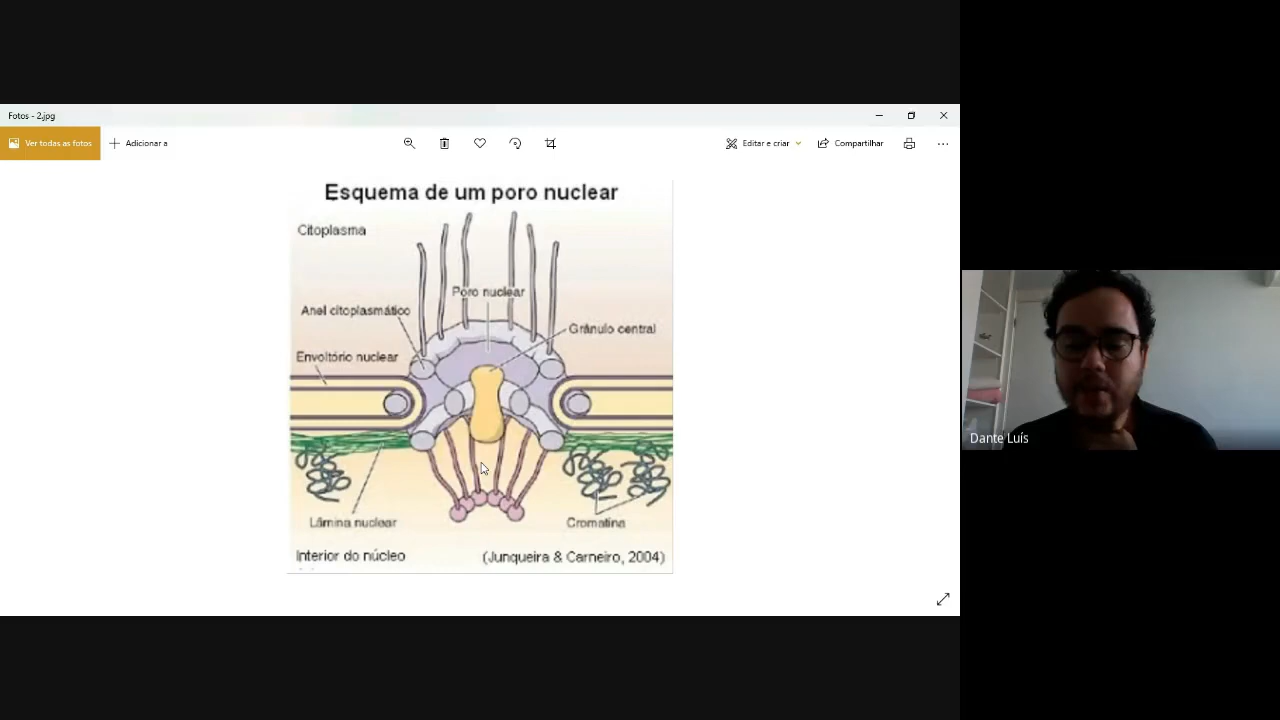 Fotos - 2.jpg
Ver todas as fotos
Adicionar a
Editar e criar
Compartilhar
Esquema de um poro nuclear
Citoplasma
Poro nuclear
Anel citoplasmático
Grânulo central
Envoltório nuclear
Lâmina nuclear
Cromatina
Interior do núcleo
(Junqueira & Carneiro, 2004)
Dante Luís